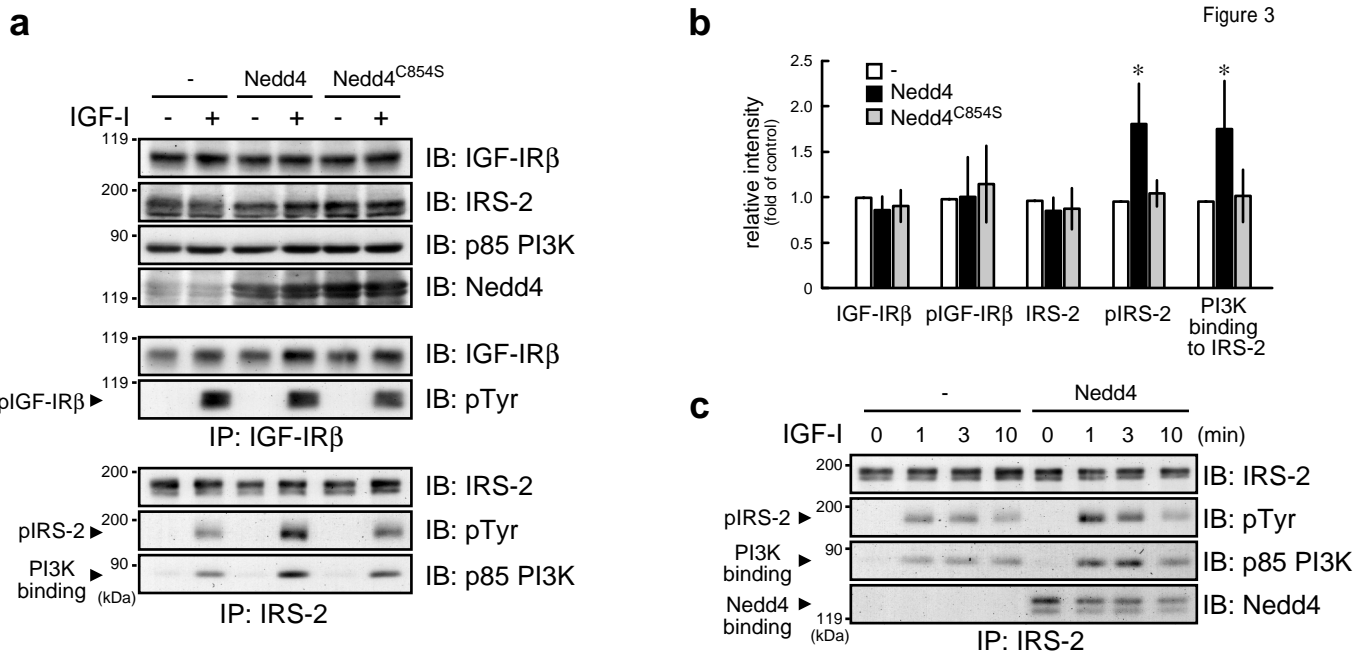 Figure 3
a
- Nedd4 Nedd4C854S
IGF-I - + - + - +
119 IB: IGF-IRβ
200 IB: IRS-2
90 IB: p85 PI3K
119 IB: Nedd4
119 IB: IGF-IRβ
119
pIGF-IRβ IB: pTyr
IP: IGF-IRβ
200 IB: IRS-2
200
pIRS-2 IB: pTyr
PI3K 90 IB: p85 PI3K
binding (kDa)
IP: IRS-2
b
relative intensity
(fold of control)
2.5
2.0
1.5
1.0
0.5
0
-
Nedd4
Nedd4C854S
* *
IGF-IRβ pIGF-IRβ IRS-2 pIRS-2 PI3K
binding
to IRS-2
c
- Nedd4
IGF-I 0 1 3 10 0 1 3 10 (min)
200 IB: IRS-2
200
pIRS-2 IB: pTyr
PI3K 90 IB: p85 PI3K
binding
Nedd4 IB: Nedd4
binding 119
(kDa)
IP: IRS-2